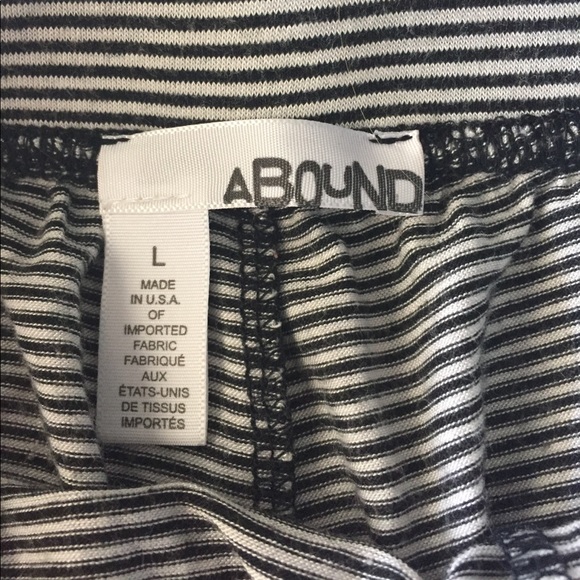 ABOUND
L
MADE
IN U.S.A.
OF
IMPORTED
FABRIC
FABRIQUÉ
AUX
ÉTATS-UNIS
DE TISSUS
IMPORTÉS